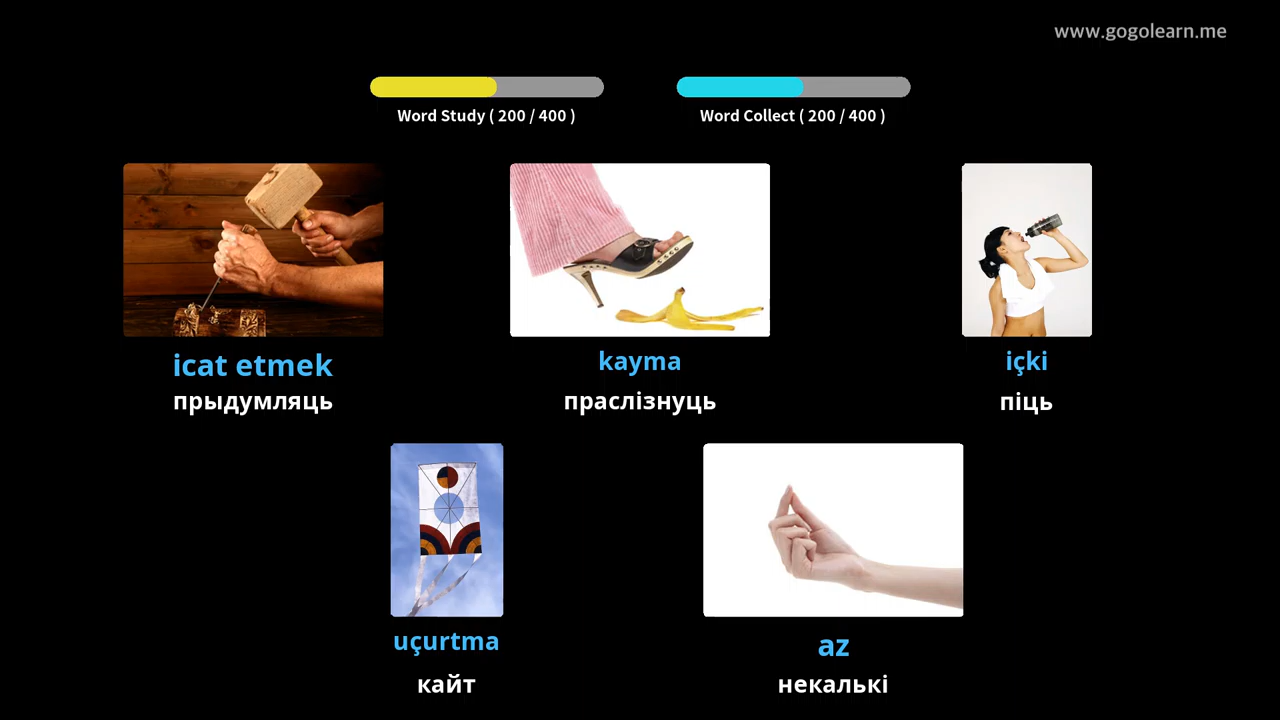 www.gogolearn.me
Word Study ( 200 / 400 )
Word Collect ( 200 / 400 )
icat etmek
kayma
içki
прыдумляць
праслізнуць
піць
uçurtma
az
кайт
некалькі